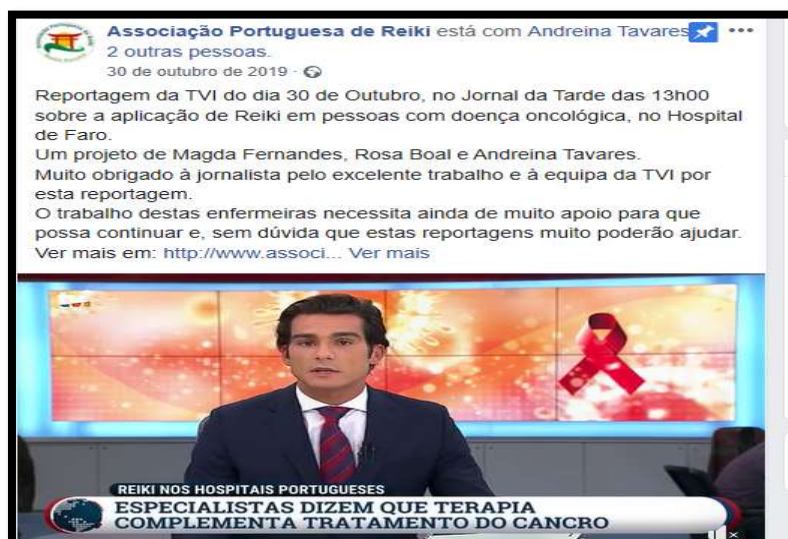 Associação Portuguesa de Reiki está com Andreina Tavares
2 outras pessoas.
30 de outubro de 2019 ·
Reportagem da TVI do dia 30 de Outubro, no Jornal da Tarde das 13h00
sobre a aplicação de Reiki em pessoas com doença oncológica, no Hospital
de Faro.
Um projeto de Magda Fernandes, Rosa Boal e Andreina Tavares.
Muito obrigado à jornalista pelo excelente trabalho e à equipa da TVI por
esta reportagem.
O trabalho destas enfermeiras necessita ainda de muito apoio para que
possa continuar e, sem dúvida que estas reportagens muito poderão ajudar.
Ver mais em: http://www.associ... Ver mais
REIKI NOS HOSPITAIS PORTUGUESES
ESPECIALISTAS DIZEM QUE TERAPIA
COMPLEMENTA TRATAMENTO DO CANCRO